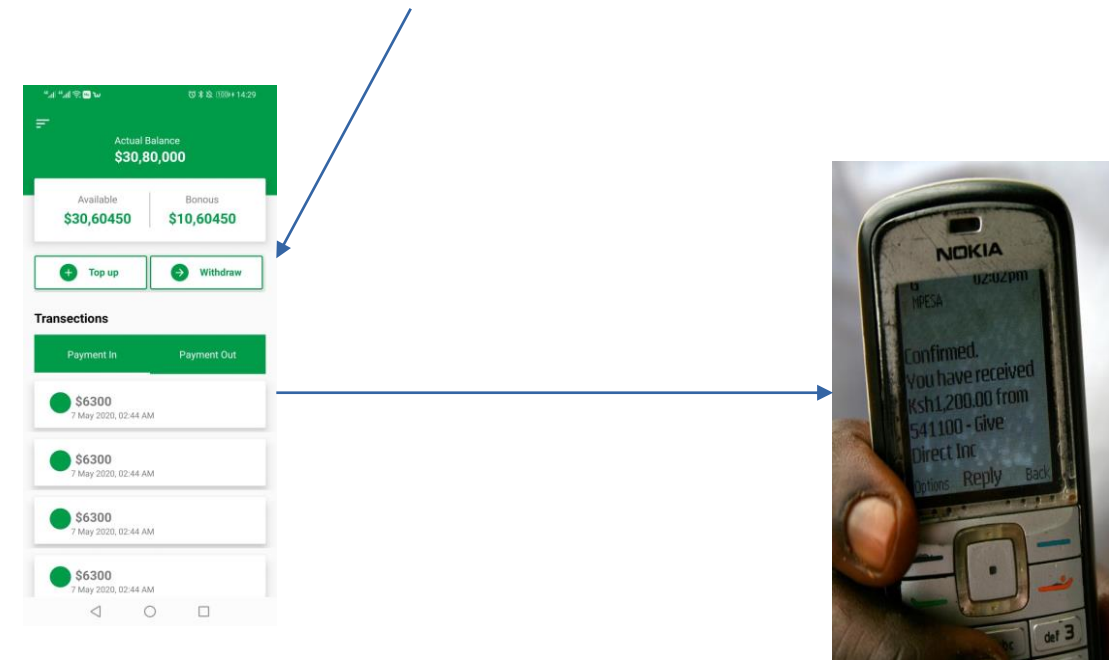 14:29
Actual Balance
$30,80,000
Available
Bonous
$30,60450
$10,60450
Top up
Withdraw
Transections
Payment In
Payment Out
$6300
7 May 2020, 02:44 AM
$6300
7 May 2020, 02:44 AM
$6300
7 May 2020, 02:44 AM
$6300
7 May 2020, 02:44 AM
NOKIA
02:02pm
MPESA
Confirmed.
You have received
Ksh1,200.00 from
541100 - Give
Direct Inc
Options Reply Back
def 3